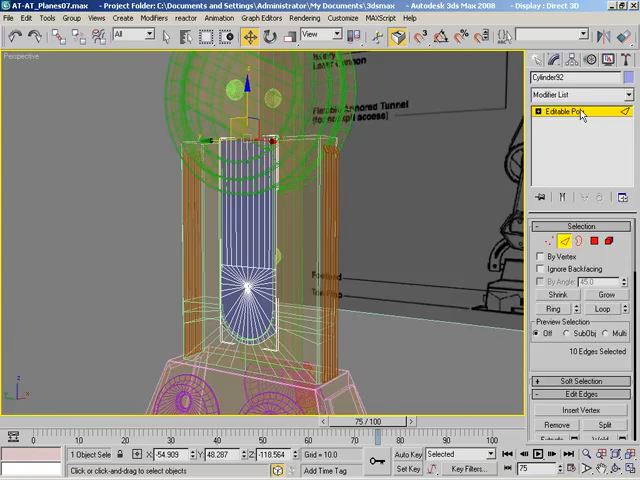 AT-AT_Planes07.max - Project Folder: C:\Documents and Settings\Administrator\My Documents\3dsmax - Autodesk 3ds Max 2008 - Display : Direct 3D
File Edit Tools Group Views Create Modifiers reactor Animation Graph Editors Rendering Customize MAXScript Help
All View
Perspective
Flexible Armored Tunnel
Cylinder92
Modifier List
Editable Poly
Selection
By Vertex
Ignore Backfacing
By Angle: 45.0
Shrink Grow
Ring Loop
Preview Selection
Off SubObj Multi
10 Edges Selected
Soft Selection
Edit Edges
Insert Vertex
Remove Split
75 / 100
0 10 20 30 40 50 60 70 80 90 100
1 Object Sele X: -54.909 Y: 48.287 Z: -118.564 Grid = 10.0
Auto Key Selected
Click or click-and-drag to select objects Add Time Tag
Set Key Key Filters... 75